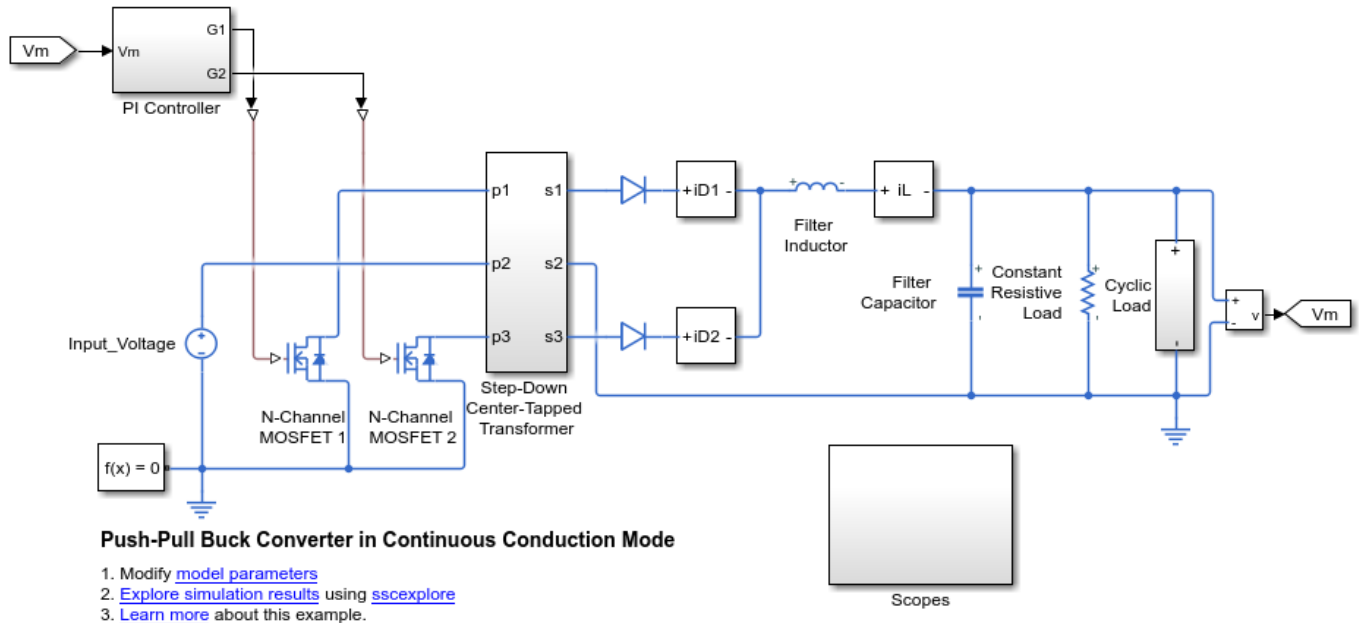 Vm
Vm
G1
G2
PI Controller
p1
p2
p3
s1
s2
s3
Step-Down
Center-Tapped
Transformer
+ iD1 -
+ iD2 -
+ -
Filter
Inductor
+ iL -
Filter
Capacitor
+
-
Constant
Resistive
Load
+
-
Cyclic
Load
+
-
+
-
v
Vm
Input_Voltage
+
-
N-Channel
MOSFET 1
N-Channel
MOSFET 2
f(x) = 0
Push-Pull Buck Converter in Continuous Conduction Mode
1. Modify model parameters
2. Explore simulation results using sscexplore
3. Learn more about this example.
Scopes